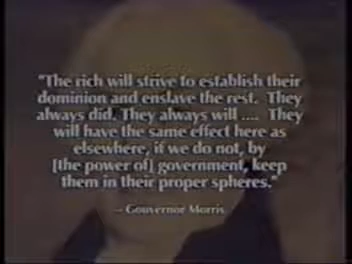 "The rich will strive to establish their
dominion and enslave the rest. They
always did. They always will .... They
will have the same effect here as
elsewhere, if we do not, by
[the power of] government, keep
them in their proper spheres."
-- Gouvernor Morris